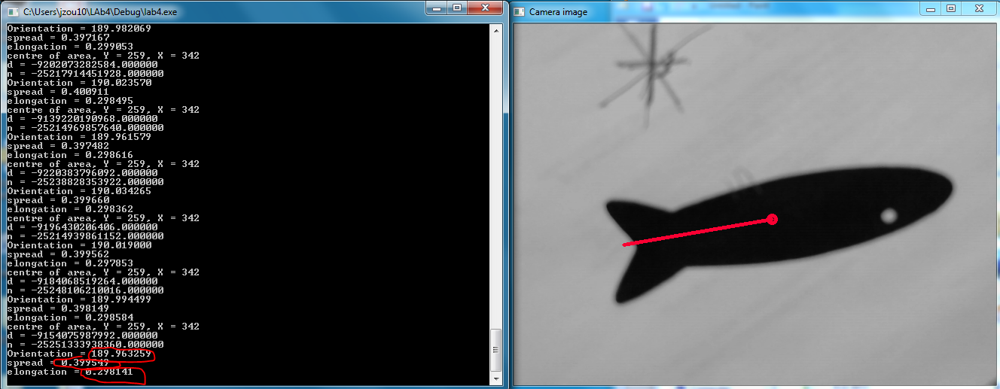 C:\Users\jzou10\LAb4\Debug\lab4.exe
Orientation = 189.982069
spread = 0.397167
elongation = 0.299053
centre of area, Y = 259, X = 342
d = -9202073282584.000000
n = -25217914451928.000000
Orientation = 190.023570
spread = 0.400911
elongation = 0.298495
centre of area, Y = 259, X = 342
d = -9139220190968.000000
n = -25214969857640.000000
Orientation = 189.961579
spread = 0.397482
elongation = 0.298616
centre of area, Y = 259, X = 342
d = -9220383796092.000000
n = -25238828353922.000000
Orientation = 190.034265
spread = 0.399660
elongation = 0.298362
centre of area, Y = 259, X = 342
d = -9196430206406.000000
n = -25214939861152.000000
Orientation = 190.019000
spread = 0.399562
elongation = 0.297853
centre of area, Y = 259, X = 342
d = -9184068519264.000000
n = -25248106210016.000000
Orientation = 189.994499
spread = 0.398149
elongation = 0.298584
centre of area, Y = 259, X = 342
d = -9154075987992.000000
n = -25251333938360.000000
Orientation = 189.963259
spread = 0.399549
elongation = 0.298141
Camera image